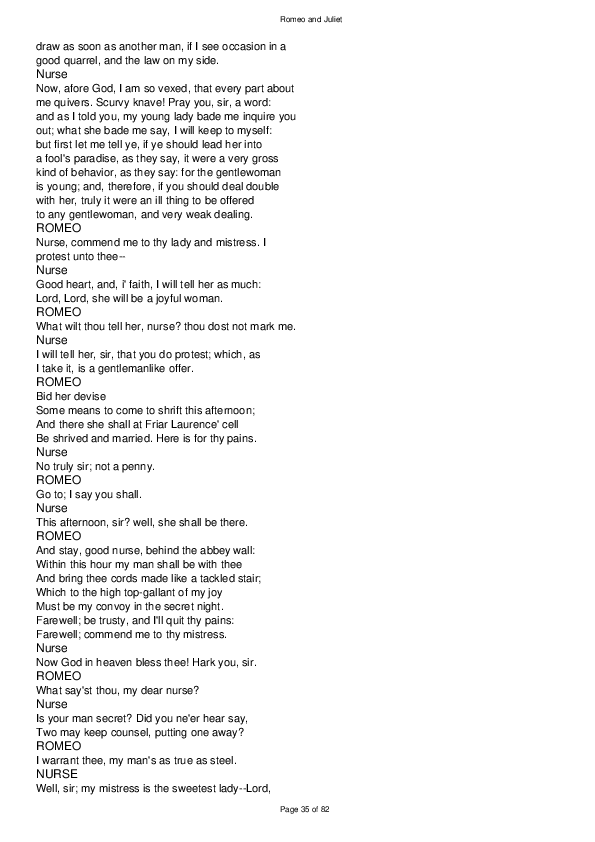 Romeo and Juliet
draw as soon as another man, if I see occasion in a
good quarrel, and the law on my side.
Nurse
Now, afore God, I am so vexed, that every part about
me quivers. Scurvy knave! Pray you, sir, a word:
and as I told you, my young lady bade me inquire you
out; what she bade me say, I will keep to myself:
but first let me tell ye, if ye should lead her into
a fool's paradise, as they say, it were a very gross
kind of behavior, as they say: for the gentlewoman
is young; and, therefore, if you should deal double
with her, truly it were an ill thing to be offered
to any gentlewoman, and very weak dealing.
ROMEO
Nurse, commend me to thy lady and mistress. I
protest unto thee--
Nurse
Good heart, and, i' faith, I will tell her as much:
Lord, Lord, she will be a joyful woman.
ROMEO
What wilt thou tell her, nurse? thou dost not mark me.
Nurse
I will tell her, sir, that you do protest; which, as
I take it, is a gentlemanlike offer.
ROMEO
Bid her devise
Some means to come to shrift this afternoon;
And there she shall at Friar Laurence' cell
Be shrived and married. Here is for thy pains.
Nurse
No truly sir; not a penny.
ROMEO
Go to; I say you shall.
Nurse
This afternoon, sir? well, she shall be there.
ROMEO
And stay, good nurse, behind the abbey wall:
Within this hour my man shall be with thee
And bring thee cords made like a tackled stair;
Which to the high top-gallant of my joy
Must be my convoy in the secret night.
Farewell; be trusty, and I'll quit thy pains:
Farewell; commend me to thy mistress.
Nurse
Now God in heaven bless thee! Hark you, sir.
ROMEO
What say'st thou, my dear nurse?
Nurse
Is your man secret? Did you ne'er hear say,
Two may keep counsel, putting one away?
ROMEO
I warrant thee, my man's as true as steel.
NURSE
Well, sir; my mistress is the sweetest lady--Lord,
Page 35 of 82